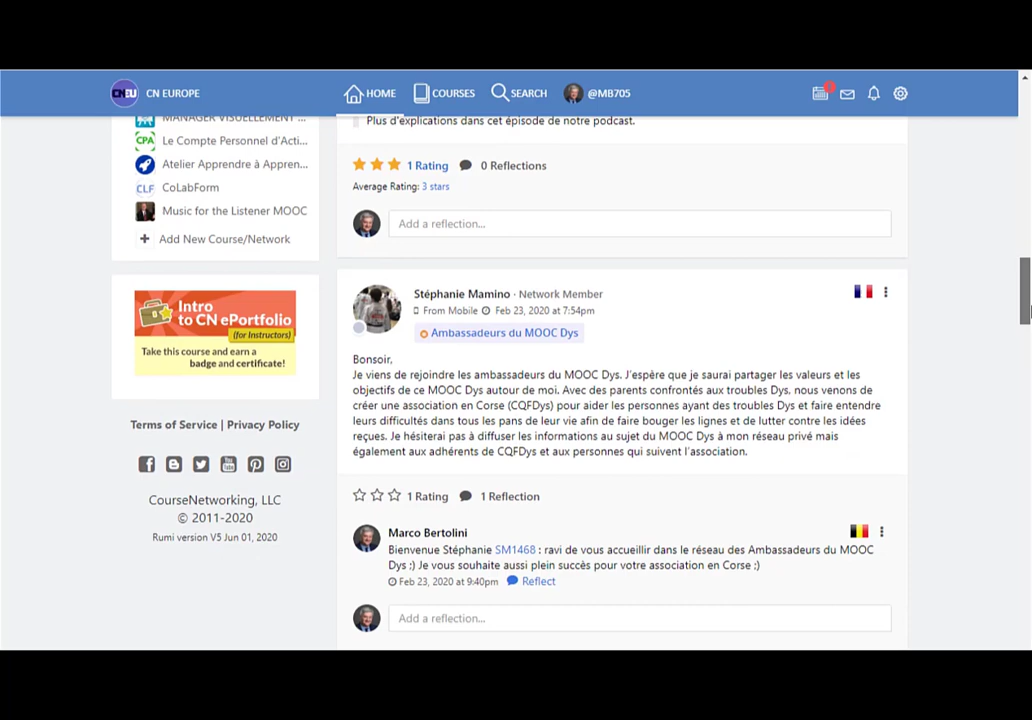 CNEU CN EUROPE HOME COURSES SEARCH @MB705
MANAGER VISUELLEMENT ...
CPA Le Compte Personnel d'Acti...
Atelier Apprendre à Appren...
CLF CoLabForm
Music for the Listener MOOC
+ Add New Course/Network
Intro
to CN ePortfolio
(for Instructors)
Take this course and earn a
badge and certificate!
Terms of Service | Privacy Policy
CourseNetworking, LLC
© 2011-2020
Rumi version V5 Jun 01, 2020
Plus d'explications dans cet épisode de notre podcast.
1 Rating 0 Reflections
Average Rating: 3 stars
Add a reflection...
Stéphanie Mamino · Network Member
From Mobile Feb 23, 2020 at 7:54pm
Ambassadeurs du MOOC Dys
Bonsoir,
Je viens de rejoindre les ambassadeurs du MOOC Dys. J'espère que je saurai partager les valeurs et les
objectifs de ce MOOC Dys autour de moi. Avec des parents confrontés aux troubles Dys, nous venons de
créer une association en Corse (CQFDys) pour aider les personnes ayant des troubles Dys et faire entendre
leurs difficultés dans tous les pans de leur vie afin de faire bouger les lignes et de lutter contre les idées
reçues. Je hésiterai pas à diffuser les informations au sujet du MOOC Dys à mon réseau privé mais
également aux adhérents de CQFDys et aux personnes qui suivent l'association.
1 Rating 1 Reflection
Marco Bertolini
Bienvenue Stéphanie SM1468 : ravi de vous accueillir dans le réseau des Ambassadeurs du MOOC
Dys ;) Je vous souhaite aussi plein succès pour votre association en Corse ;)
Feb 23, 2020 at 9:40pm Reflect
Add a reflection...